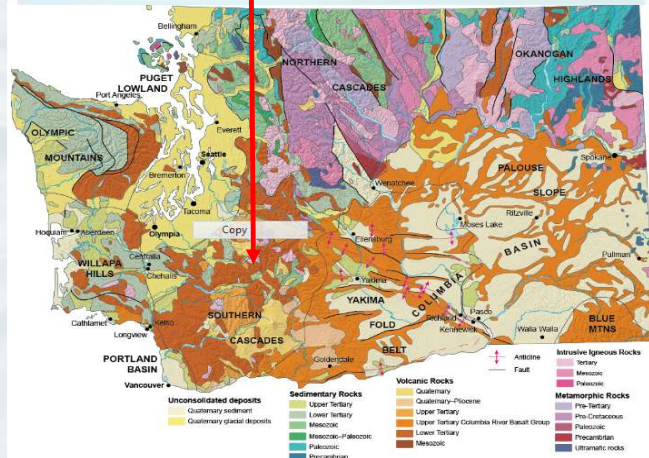 Bellingham
NORTHERN
CASCADES
OKANOGAN
HIGHLANDS
PUGET
LOWLAND
Port Angeles
OLYMPIC
MOUNTAINS
Everett
Seattle
Bremerton
Tacoma
Wenatchee
Spokane
PALOUSE
SLOPE
Ritzville
Moses Lake
BASIN
Hoquiam
Aberdeen
Olympia
Copy
Ellensburg
Pullman
WILLAPA
HILLS
Centralia
Chehalis
Yakima
YAKIMA
COLUMBIA
SOUTHERN
CASCADES
FOLD
BELT
Richland
Pasco
Kennewick
Walla Walla
BLUE
MTNS
Cathlamet
Longview
Kelso
Goldendale
PORTLAND
BASIN
Vancouver
Anticline
Fault
Unconsolidated deposits
Quaternary sediment
Quaternary glacial deposits
Sedimentary Rocks
Upper Tertiary
Lower Tertiary
Mesozoic
Mesozoic-Paleozoic
Paleozoic
Precambrian
Volcanic Rocks
Quaternary
Quaternary-Pliocene
Upper Tertiary
Upper Tertiary Columbia River Basalt Group
Lower Tertiary
Mesozoic
Intrusive Igneous Rocks
Tertiary
Mesozoic
Paleozoic
Metamorphic Rocks
Pre-Tertiary
Pre-Cretaceous
Paleozoic
Precambrian
Ultramafic rocks